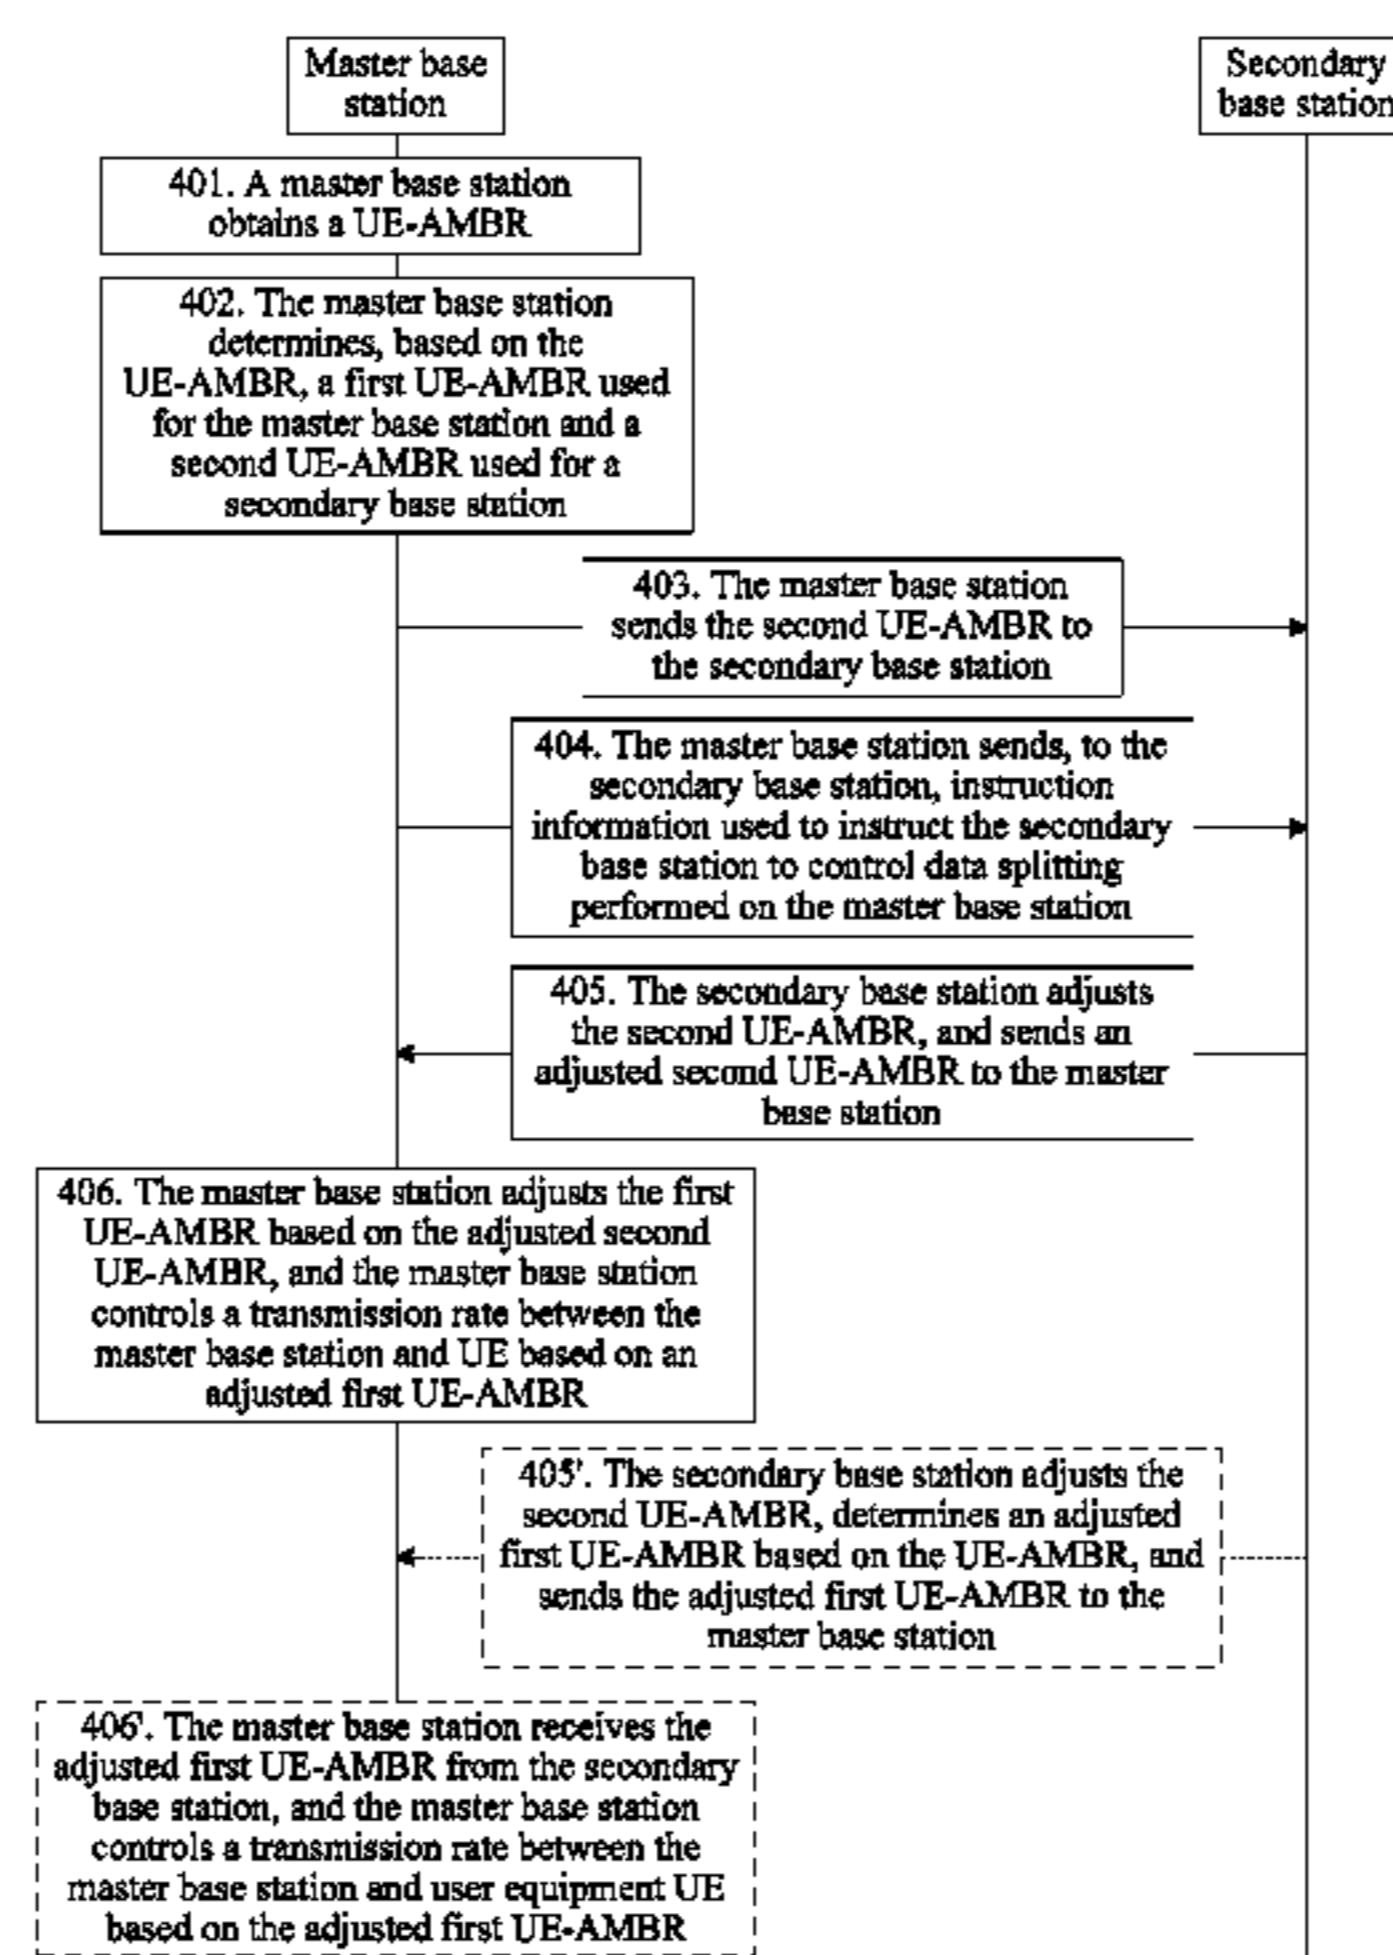 Master base
station
Secondary
base station
401. A master base station
obtains a UE-AMBR
402. The master base station
determines, based on the
UE-AMBR, a first UE-AMBR used
for the master base station and a
second UE-AMBR used for a
secondary base station
403. The master base station
sends the second UE-AMBR to
the secondary base station
404. The master base station sends, to the
secondary base station, instruction
information used to instruct the secondary
base station to control data splitting
performed on the master base station
405. The secondary base station adjusts
the second UE-AMBR, and sends an
adjusted second UE-AMBR to the master
base station
406. The master base station adjusts the first
UE-AMBR based on the adjusted second
UE-AMBR, and the master base station
controls a transmission rate between the
master base station and UE based on an
adjusted first UE-AMBR
405'. The secondary base station adjusts the
second UE-AMBR, determines an adjusted
first UE-AMBR based on the UE-AMBR, and
sends the adjusted first UE-AMBR to the
master base station
406'. The master base station receives the
adjusted first UE-AMBR from the secondary
base station, and the master base station
controls a transmission rate between the
master base station and user equipment UE
based on the adjusted first UE-AMBR